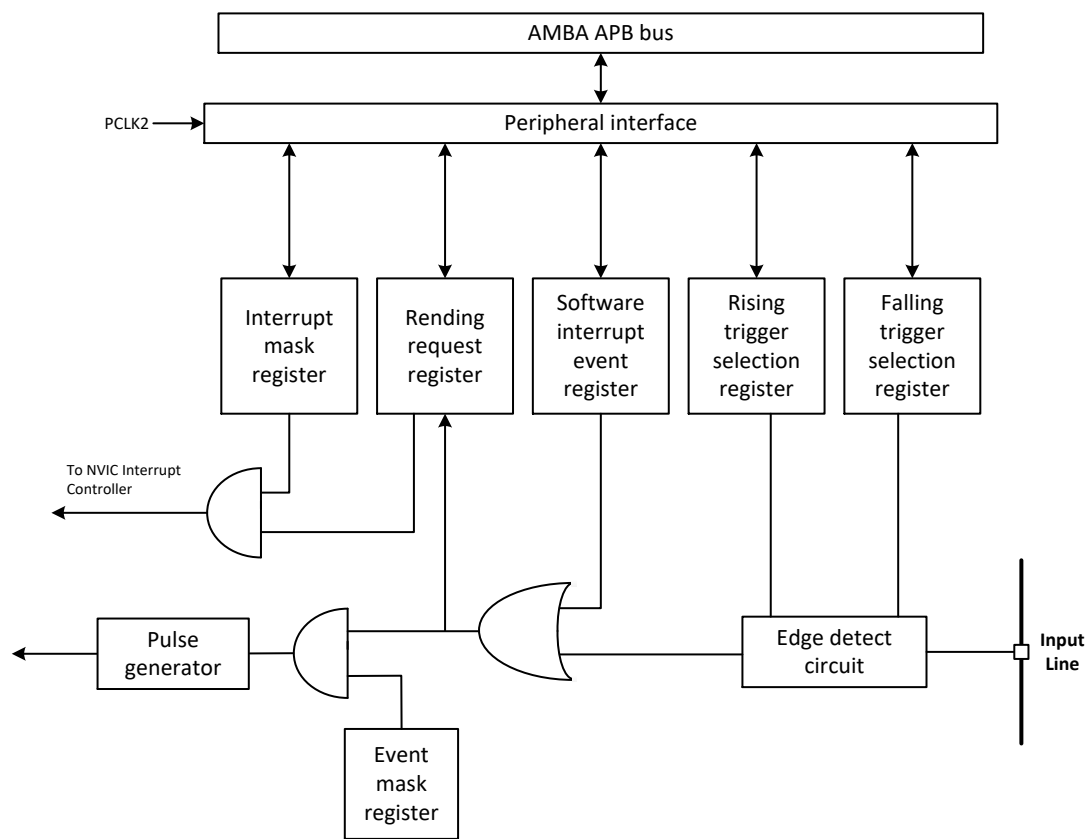 AMBA APB bus
PCLK2
Peripheral interface
Interrupt
mask
register
Rending
request
register
Software
interrupt
event
register
Rising
trigger
selection
register
Falling
trigger
selection
register
To NVIC Interrupt
Controller
Pulse
generator
Edge detect
circuit
Input
Line
Event
mask
register